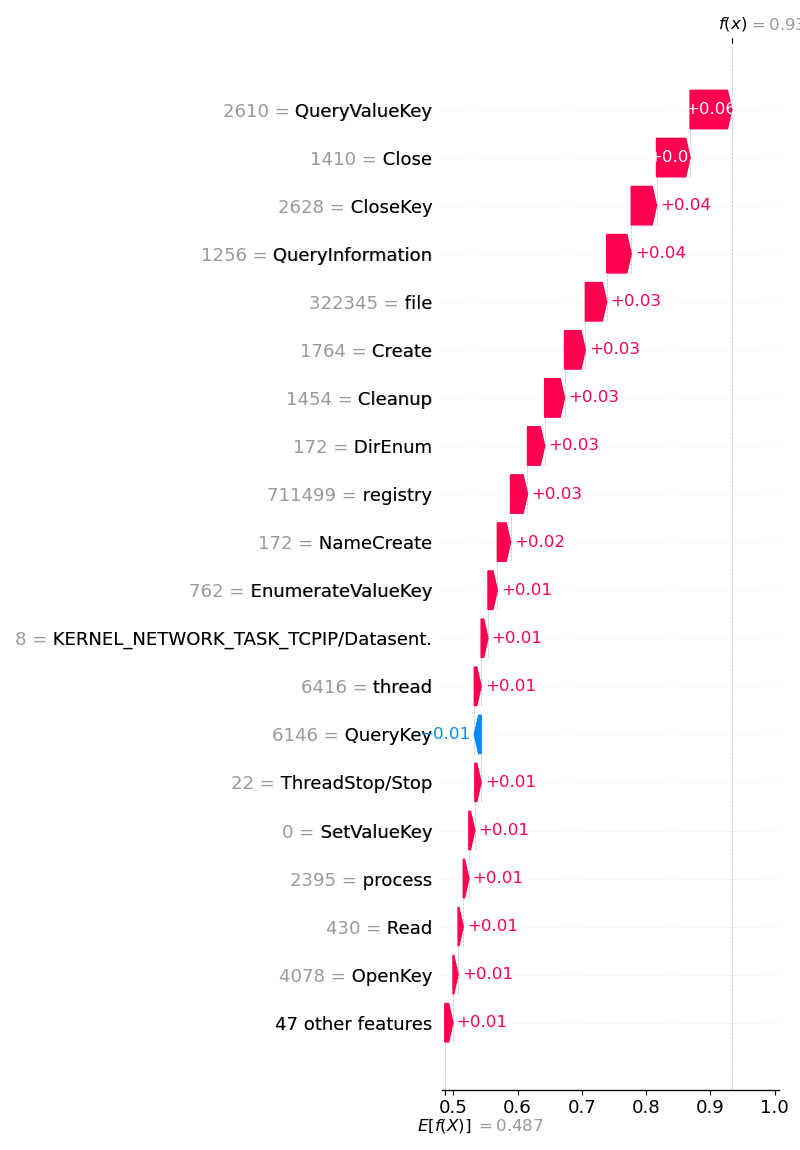 f(x) = 0.93
2610 = QueryValueKey +0.06
1410 = Close +0.0
2628 = CloseKey +0.04
1256 = QueryInformation +0.04
322345 = file +0.03
1764 = Create +0.03
1454 = Cleanup +0.03
172 = DirEnum +0.03
711499 = registry +0.03
172 = NameCreate +0.02
762 = EnumerateValueKey +0.01
8 = KERNEL_NETWORK_TASK_TCPIP/Datasent. +0.01
6416 = thread +0.01
6146 = QueryKey −0.01
22 = ThreadStop/Stop +0.01
0 = SetValueKey +0.01
2395 = process +0.01
430 = Read +0.01
4078 = OpenKey +0.01
47 other features +0.01
0.5 0.6 0.7 0.8 0.9 1.0
E[f(X)] = 0.487